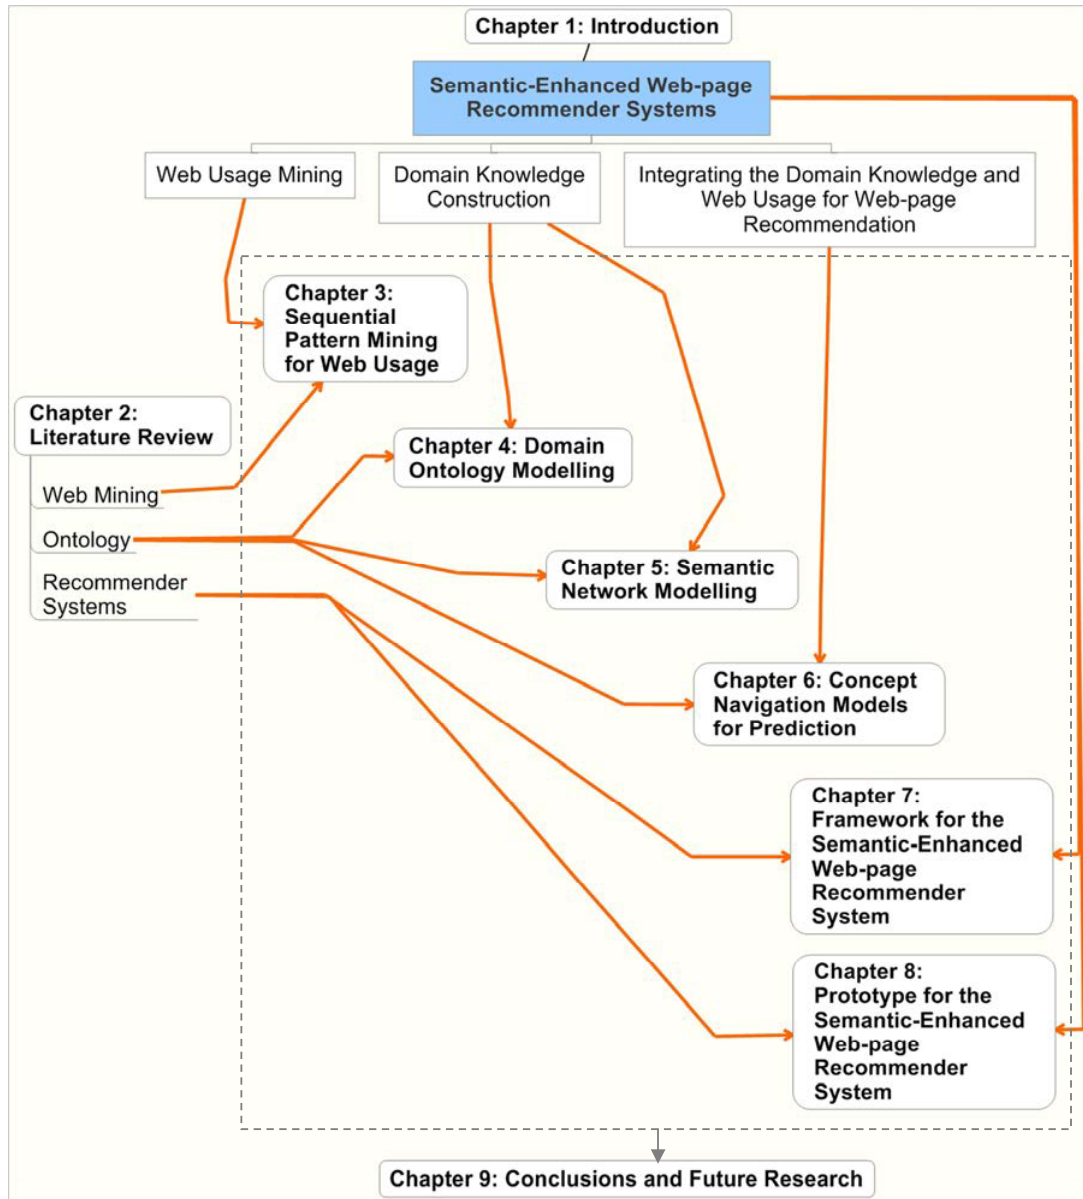 Chapter 1: Introduction
Semantic-Enhanced Web-page
Recommender Systems
Web Usage Mining
Domain Knowledge
Construction
Integrating the Domain Knowledge and
Web Usage for Web-page
Recommendation
Chapter 3:
Sequential
Pattern Mining
for Web Usage
Chapter 2:
Literature Review
Web Mining
Ontology
Recommender
Systems
Chapter 4: Domain
Ontology Modelling
Chapter 5: Semantic
Network Modelling
Chapter 6: Concept
Navigation Models
for Prediction
Chapter 7:
Framework for the
Semantic-Enhanced
Web-page
Recommender
System
Chapter 8:
Prototype for the
Semantic-Enhanced
Web-page
Recommender
System
Chapter 9: Conclusions and Future Research